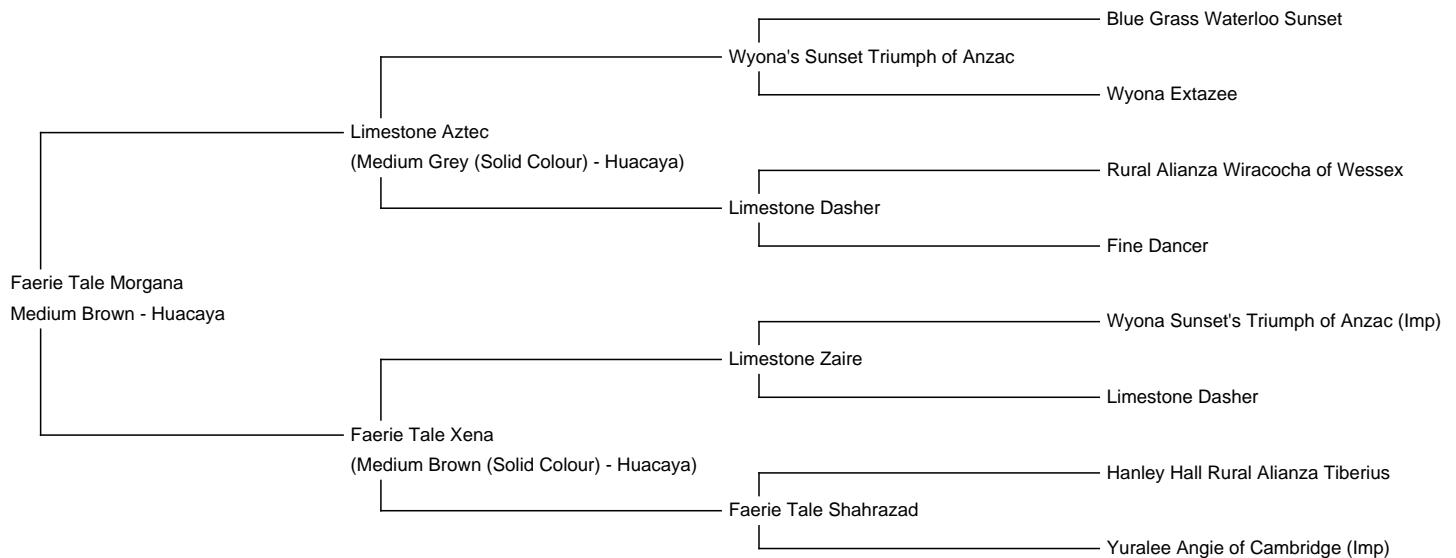 Blue Grass Waterloo Sunset
Wyona's Sunset Triumph of Anzac
Wyona Extazee
Limestone Aztec
(Medium Grey (Solid Colour) - Huacaya)
Rural Alianza Wiracocha of Wessex
Limestone Dasher
Fine Dancer
Faerie Tale Morgana
Medium Brown - Huacaya
Wyona Sunset's Triumph of Anzac (Imp)
Limestone Zaire
Limestone Dasher
Faerie Tale Xena
(Medium Brown (Solid Colour) - Huacaya)
Hanley Hall Rural Alianza Tiberius
Faerie Tale Shahrazad
Yuralee Angie of Cambridge (Imp)